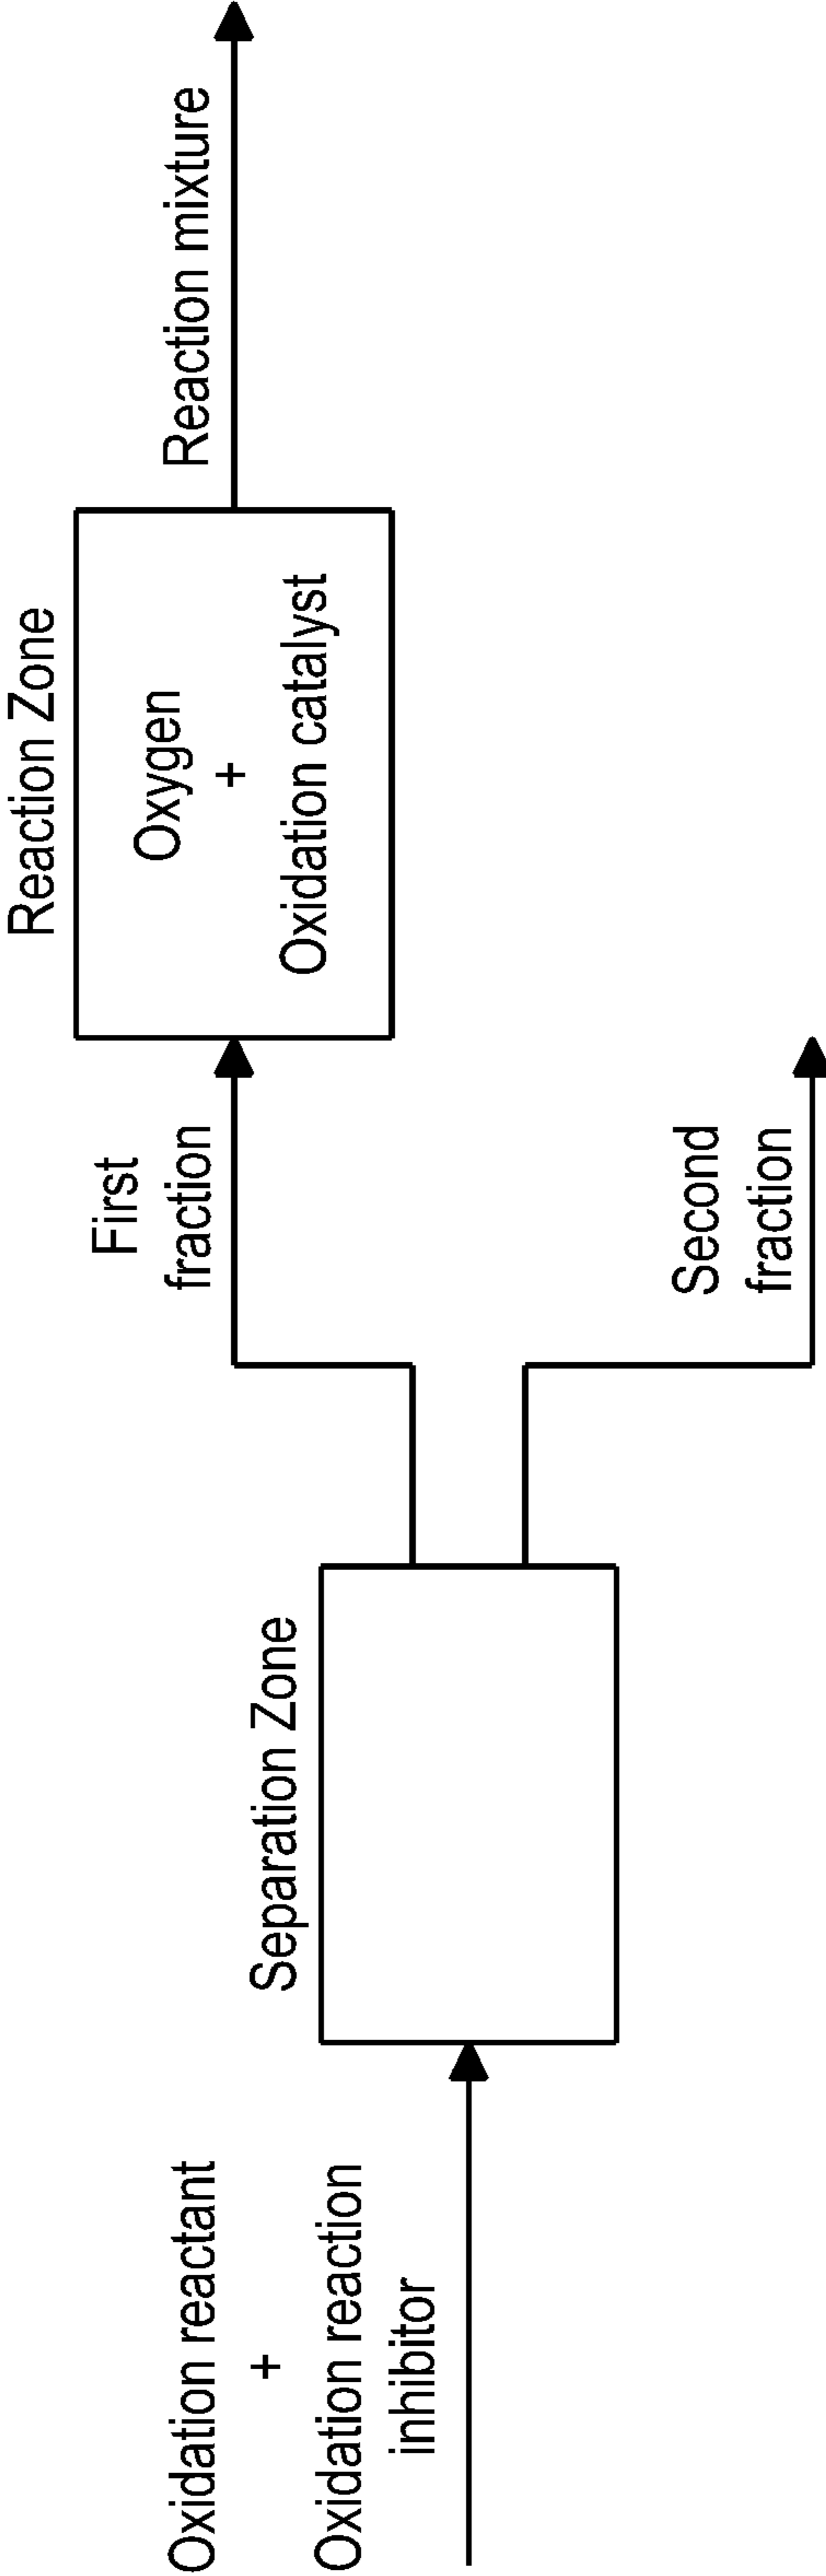 Oxidation reactant
+
Oxidation reaction
inhibitor
Separation Zone
First
fraction
Second
fraction
Reaction Zone
Oxygen
+
Oxidation catalyst
Reaction mixture